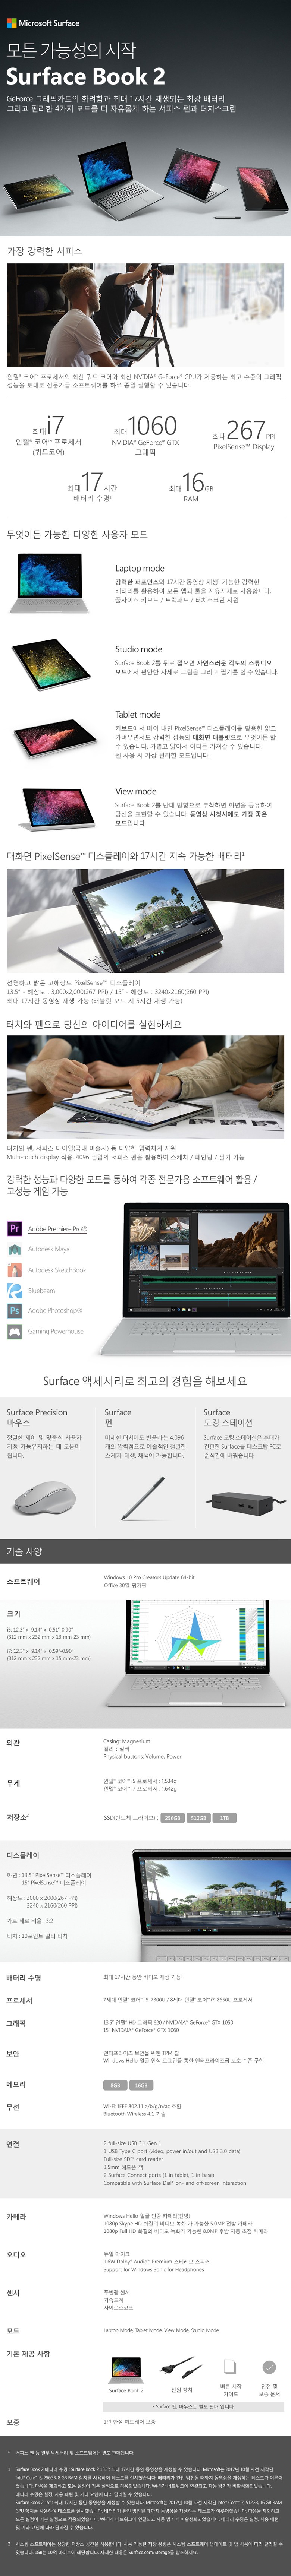 Microsoft Surface
모든 가능성의 시작
Surface Book 2
GeForce 그래픽카드의 화려함과 최대 17시간 재생되는 최강 배터리
그리고 편리한 4가지 모드를 더 자유롭게 하는 서피스 펜과 터치스크린
가장 강력한 서피스
인텔® 코어™ 프로세서의 최신 쿼드 코어와 최신 NVIDIA® GeForce® GPU가 제공하는 최고 수준의 그래픽
성능을 토대로 전문가급 소프트웨어를 하루 종일 실행할 수 있습니다.
최대 i7
인텔® 코어™ 프로세서
(쿼드코어)
최대 1060
NVIDIA® GeForce® GTX
그래픽
최대 267 PPI
PixelSense™ Display
최대 17 시간
배터리 수명¹
최대 16 GB
RAM
무엇이든 가능한 다양한 사용자 모드
Laptop mode
강력한 퍼포먼스와 17시간 동영상 재생¹ 가능한 강력한
배터리를 활용하여 모든 앱과 툴을 자유자재로 사용합니다.
풀사이즈 키보드 / 트랙패드 / 터치스크린 지원
Studio mode
Surface Book 2를 뒤로 접으면 자연스러운 각도의 스튜디오
모드에서 편안한 자세로 그림을 그리고 필기를 할 수 있습니다.
Tablet mode
키보드에서 떼어 내면 PixelSense™ 디스플레이를 활용한 얇고
가벼우면서도 강력한 성능의 대화면 태블릿으로 무엇이든 할
수 있습니다. 가볍고 얇아서 어디든 가져갈 수 있습니다.
펜 사용 시 가장 편리한 모드입니다.
View mode
Surface Book 2를 반대 방향으로 부착하면 화면을 공유하여
당신을 표현할 수 있습니다. 동영상 시청시에도 가장 좋은
모드입니다.
대화면 PixelSense™ 디스플레이와 17시간 지속 가능한 배터리¹
선명하고 밝은 고해상도 PixelSense™ 디스플레이
13.5" - 해상도 : 3,000x2,000(267 PPI) / 15" - 해상도 : 3240x2160(260 PPI)
최대 17시간 동영상 재생 가능 (태블릿 모드 시 5시간 재생 가능)
터치와 펜으로 당신의 아이디어를 실현하세요
터치와 펜, 서피스 다이얼(국내 미출시) 등 다양한 입력체계 지원
Multi-touch display 적용, 4096 필압의 서피스 펜을 활용하여 스케치 / 페인팅 / 필기 가능
강력한 성능과 다양한 모드를 통하여 각종 전문가용 소프트웨어 활용 /
고성능 게임 가능
Pr Adobe Premiere Pro®
Autodesk Maya
Autodesk SketchBook
Bluebeam
Ps Adobe Photoshop®
Gaming Powerhouse
Surface 액세서리로 최고의 경험을 해보세요
Surface Precision
마우스
정밀한 제어 및 맞춤식 사용자
지정 가능유지하는 데 도움이
됩니다.
Surface
펜
미세한 터치에도 반응하는 4,096
개의 압력점으로 예술적인 정밀한
스케치, 미생, 채색이 가능합니다.
Surface
도킹 스테이션
Surface 도킹 스테이션은 휴대가
간편한 Surface를 데스크탑 PC로
순식간에 바꿔줍니다.
기술 사양
소프트웨어
Windows 10 Pro Creators Update 64-bit
Office 30일 평가판
크기
i5: 12.3" x 9.14" x 0.51"-0.90"
(312 mm x 232 mm x 13 mm-23 mm)
i7: 12.3" x 9.14" x 0.59"-0.90"
(312 mm x 232 mm x 15 mm-23 mm)
외관
Casing: Magnesium
컬러 : 실버
Physical buttons: Volume, Power
무게
인텔® 코어™ i5 프로세서 : 1,534g
인텔® 코어™ i7 프로세서 : 1,642g
저장소²
SSD(반도체 드라이브) : 256GB 512GB 1TB
디스플레이
화면 : 13.5" PixelSense™ 디스플레이
15" PixelSense™ 디스플레이
해상도 : 3000 x 2000(267 PPI)
3240 x 2160(260 PPI)
가로 세로 비율 : 3:2
터치 : 10포인트 멀티 터치
배터리 수명
최대 17시간 동안 비디오 재생 가능¹
프로세서
7세대 인텔® 코어™ i5-7300U / 8세대 인텔® 코어™ i7-8650U 프로세서
그래픽
13.5" 인텔® HD 그래픽 620 / NVIDIA® GeForce® GTX 1050
15" NVIDIA® GeForce® GTX 1060
보안
엔터프라이즈 보안을 위한 TPM 칩
Windows Hello 얼굴 인식 로그인을 통한 엔터프라이즈급 보호 수준 구현
메모리
8GB 16GB
무선
Wi-Fi: IEEE 802.11 a/b/g/n/ac 호환
Bluetooth Wireless 4.1 기술
연결
2 full-size USB 3.1 Gen 1
1 USB Type C port (video, power in/out and USB 3.0 data)
Full-size SD™ card reader
3.5mm 헤드폰 잭
2 Surface Connect ports (1 in tablet, 1 in base)
Compatible with Surface Dial* on- and off-screen interaction
카메라
Windows Hello 얼굴 인증 카메라(전방)
1080p Skype HD 화질의 비디오 녹화 가 가능한 5.0MP 전방 카메라
1080p Full HD 화질의 비디오 녹화가 가능한 8.0MP 후방 자동 초점 카메라
오디오
듀얼 마이크
1.6W Dolby® Audio™ Premium 스테레오 스피커
Support for Windows Sonic for Headphones
센서
주변광 센서
가속도계
자이로스코프
모드
Laptop Mode, Tablet Mode, View Mode, Studio Mode
기본 제공 사항
Surface Book 2
전원 장치
빠른 시작
가이드
안전 및
보증 문서
* Surface 펜, 마우스는 별도 판매 입니다.
보증
1년 한정 하드웨어 보증
* 서피스 펜 등 일부 악세서리 및 소프트웨어는 별도 판매됩니다.